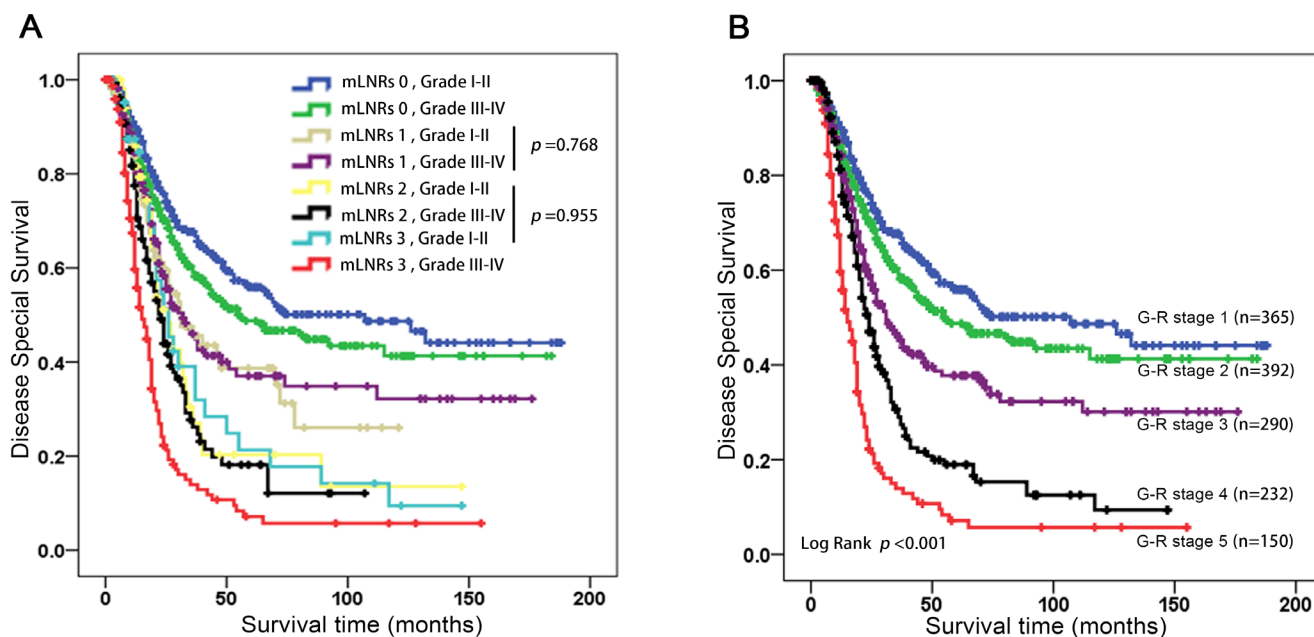 A
Disease Special Survival
1.0
0.8
0.6
0.4
0.2
0.0
mLNRs 0 , Grade I-II
mLNRs 0 , Grade III-IV
mLNRs 1 , Grade I-II
mLNRs 1 , Grade III-IV
mLNRs 2 , Grade I-II
mLNRs 2 , Grade III-IV
mLNRs 3 , Grade I-II
mLNRs 3 , Grade III-IV
p =0.768
p =0.955
0 50 100 150 200
Survival time (months)
B
Disease Special Survival
1.0
0.8
0.6
0.4
0.2
0.0
G-R stage 1 (n=365)
G-R stage 2 (n=392)
G-R stage 3 (n=290)
G-R stage 4 (n=232)
G-R stage 5 (n=150)
Log Rank p <0.001
0 50 100 150 200
Survival time (months)